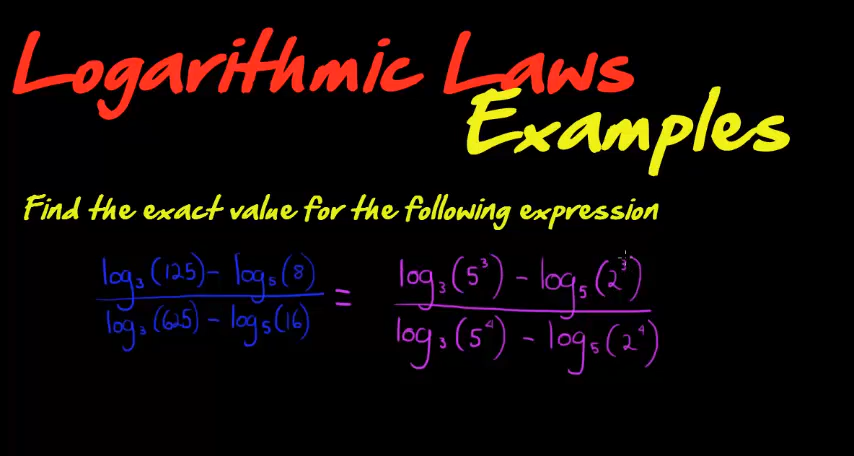 Logarithmic Laws
Examples
Find the exact value for the following expression
log₃(125) - log₅(8) = log₃(5³) - log₅(2³)
log₃(625) - log₅(16) log₃(5⁴) - log₅(2⁴)